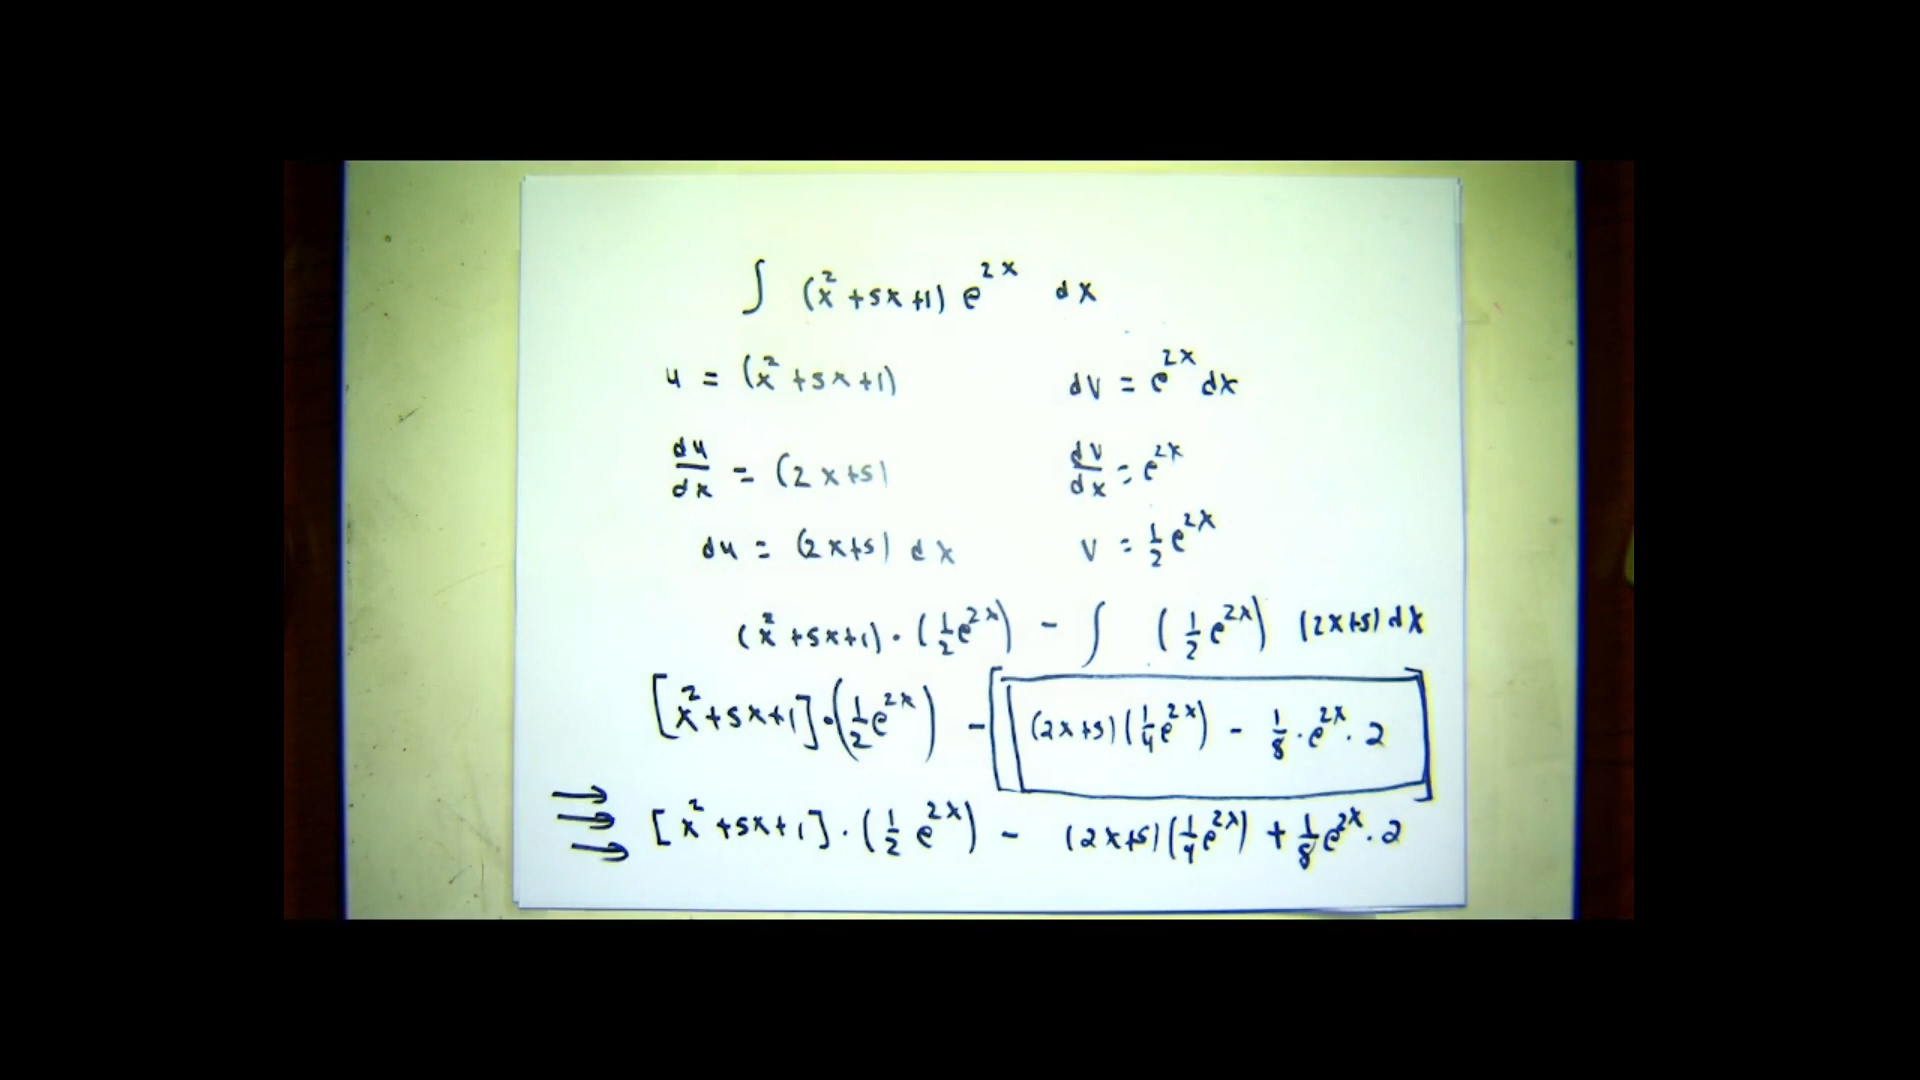 ∫ (x²+5x+1) e^{2x} dx
u = (x²+5x+1) dv = e^{2x} dx
du/dx = (2x+5) dv/dx = e^{2x}
du = (2x+5) dx v = 1/2 e^{2x}
(x²+5x+1)·(1/2 e^{2x}) - ∫ (1/2 e^{2x}) (2x+5) dx
[x²+5x+1]·(1/2 e^{2x}) - [(2x+5)(1/4 e^{2x}) - 1/8 · e^{2x} · 2]
→ → → [x²+5x+1]·(1/2 e^{2x}) - (2x+5)(1/4 e^{2x}) + 1/8 e^{2x} · 2